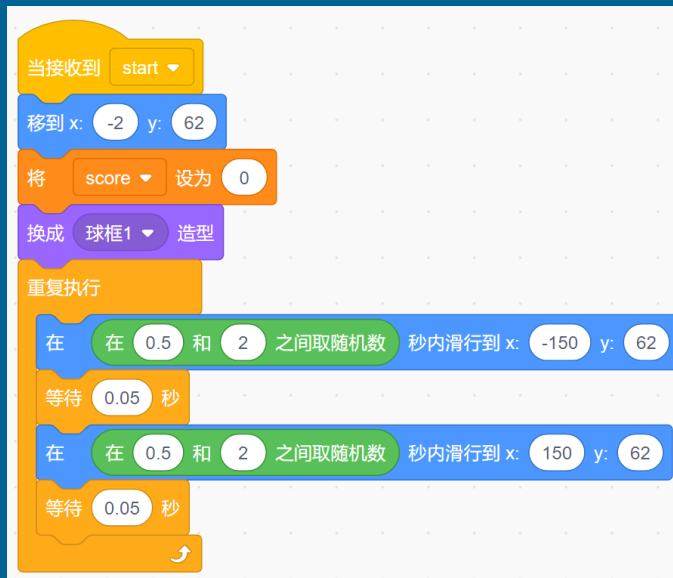 当接收到 start
移到 x: -2 y: 62
将 score 设为 0
换成 球框1 造型
重复执行
在 在 0.5 和 2 之间取随机数 秒内滑行到 x: -150 y: 62
等待 0.05 秒
在 在 0.5 和 2 之间取随机数 秒内滑行到 x: 150 y: 62
等待 0.05 秒